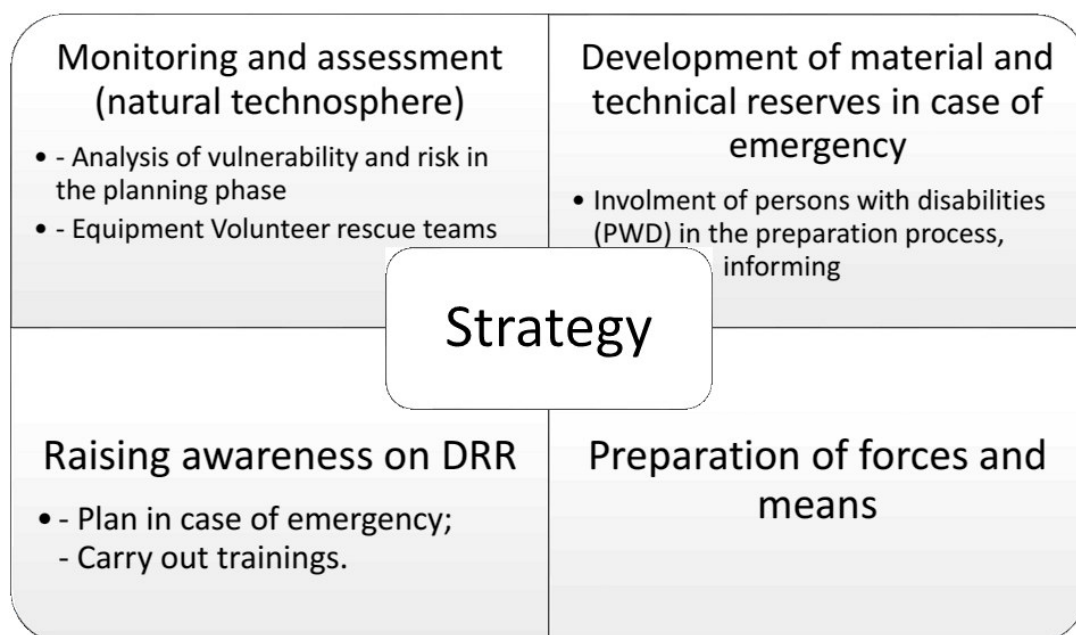 Monitoring and assessment
(natural technosphere)
• - Analysis of vulnerability and risk in
the planning phase
• - Equipment Volunteer rescue teams
Development of material and
technical reserves in case of
emergency
• Involment of persons with disabilities
(PWD) in the preparation process,
informing
Strategy
Raising awareness on DRR
• - Plan in case of emergency;
- Carry out trainings.
Preparation of forces and
means